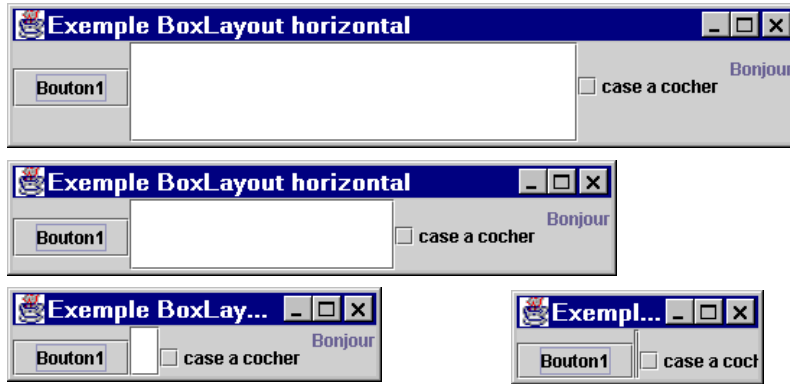 Exemple BoxLayout horizontal
Bouton1
case a cocher
Bonjour
Exemple BoxLayout horizontal
Bouton1
case a cocher
Bonjour
Exemple BoxLay...
Bouton1
case a cocher
Bonjour
Exempl...
Bouton1
case a coch